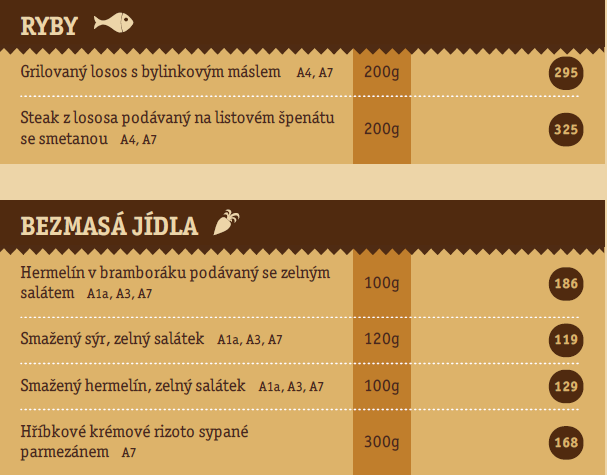 RYBY
Grilovaný losos s bylinkovým máslem A4, A7 200g 295
Steak z lososa podávaný na listovém špenátu
se smetanou A4, A7 200g 325
BEZMASÁ JÍDLA
Hermelín v bramboráku podávaný se zelným
salátem A1a, A3, A7 100g 186
Smažený sýr, zelný salátek A1a, A3, A7 120g 119
Smažený hermelín, zelný salátek A1a, A3, A7 100g 129
Hříbkové krémové rizoto sypané
parmezánem A7 300g 168